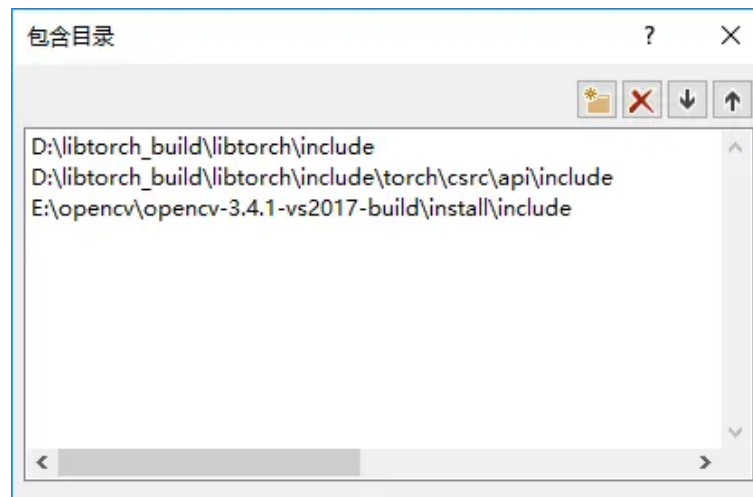 包含目录
D:\libtorch_build\libtorch\include
D:\libtorch_build\libtorch\include\torch\csrc\api\include
E:\opencv\opencv-3.4.1-vs2017-build\install\include